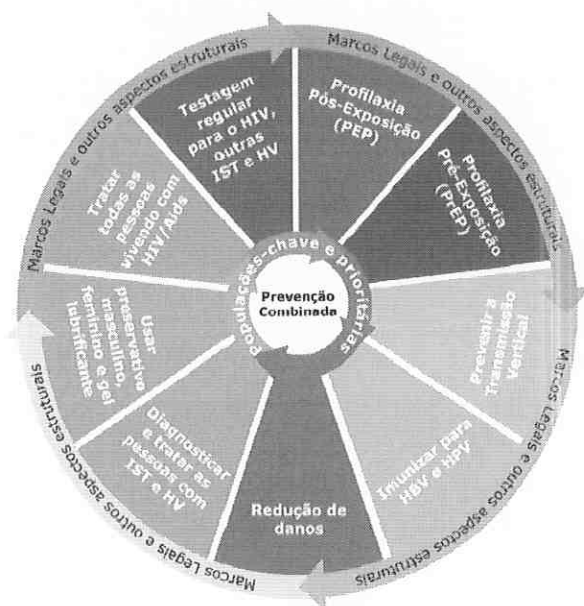 Marcos Legais e outros aspectos estruturais
Marcos Legais e outros aspectos estruturais
Marcos Legais e outros aspectos estruturais
Marcos Legais e outros aspectos estruturais
Testagem
regular
para o HIV,
outras
IST e HV
Profilaxia
Pós-Exposição
(PEP)
Profilaxia
Pré-Exposição
(PrEP)
Prevenir a
Transmissão
Vertical
Imunizar para
HBV e HPV
Redução de
danos
Diagnosticar
e tratar as
pessoas com
IST e HV
Usar
preservativo
masculino,
feminino e gel
lubrificante
Tratar
todas as
pessoas
vivendo com
HIV/Aids
populações-chave e prioritárias
Prevenção
Combinada